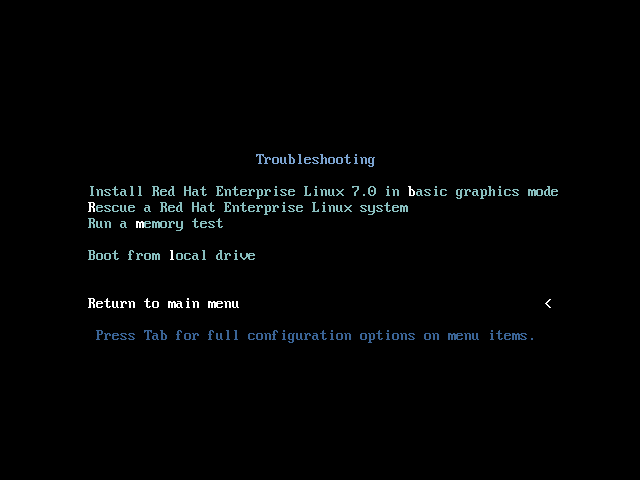 Troubleshooting
Install Red Hat Enterprise Linux 7.0 in basic graphics mode
Rescue a Red Hat Enterprise Linux system
Run a memory test
Boot from local drive
Return to main menu <
Press Tab for full configuration options on menu items.